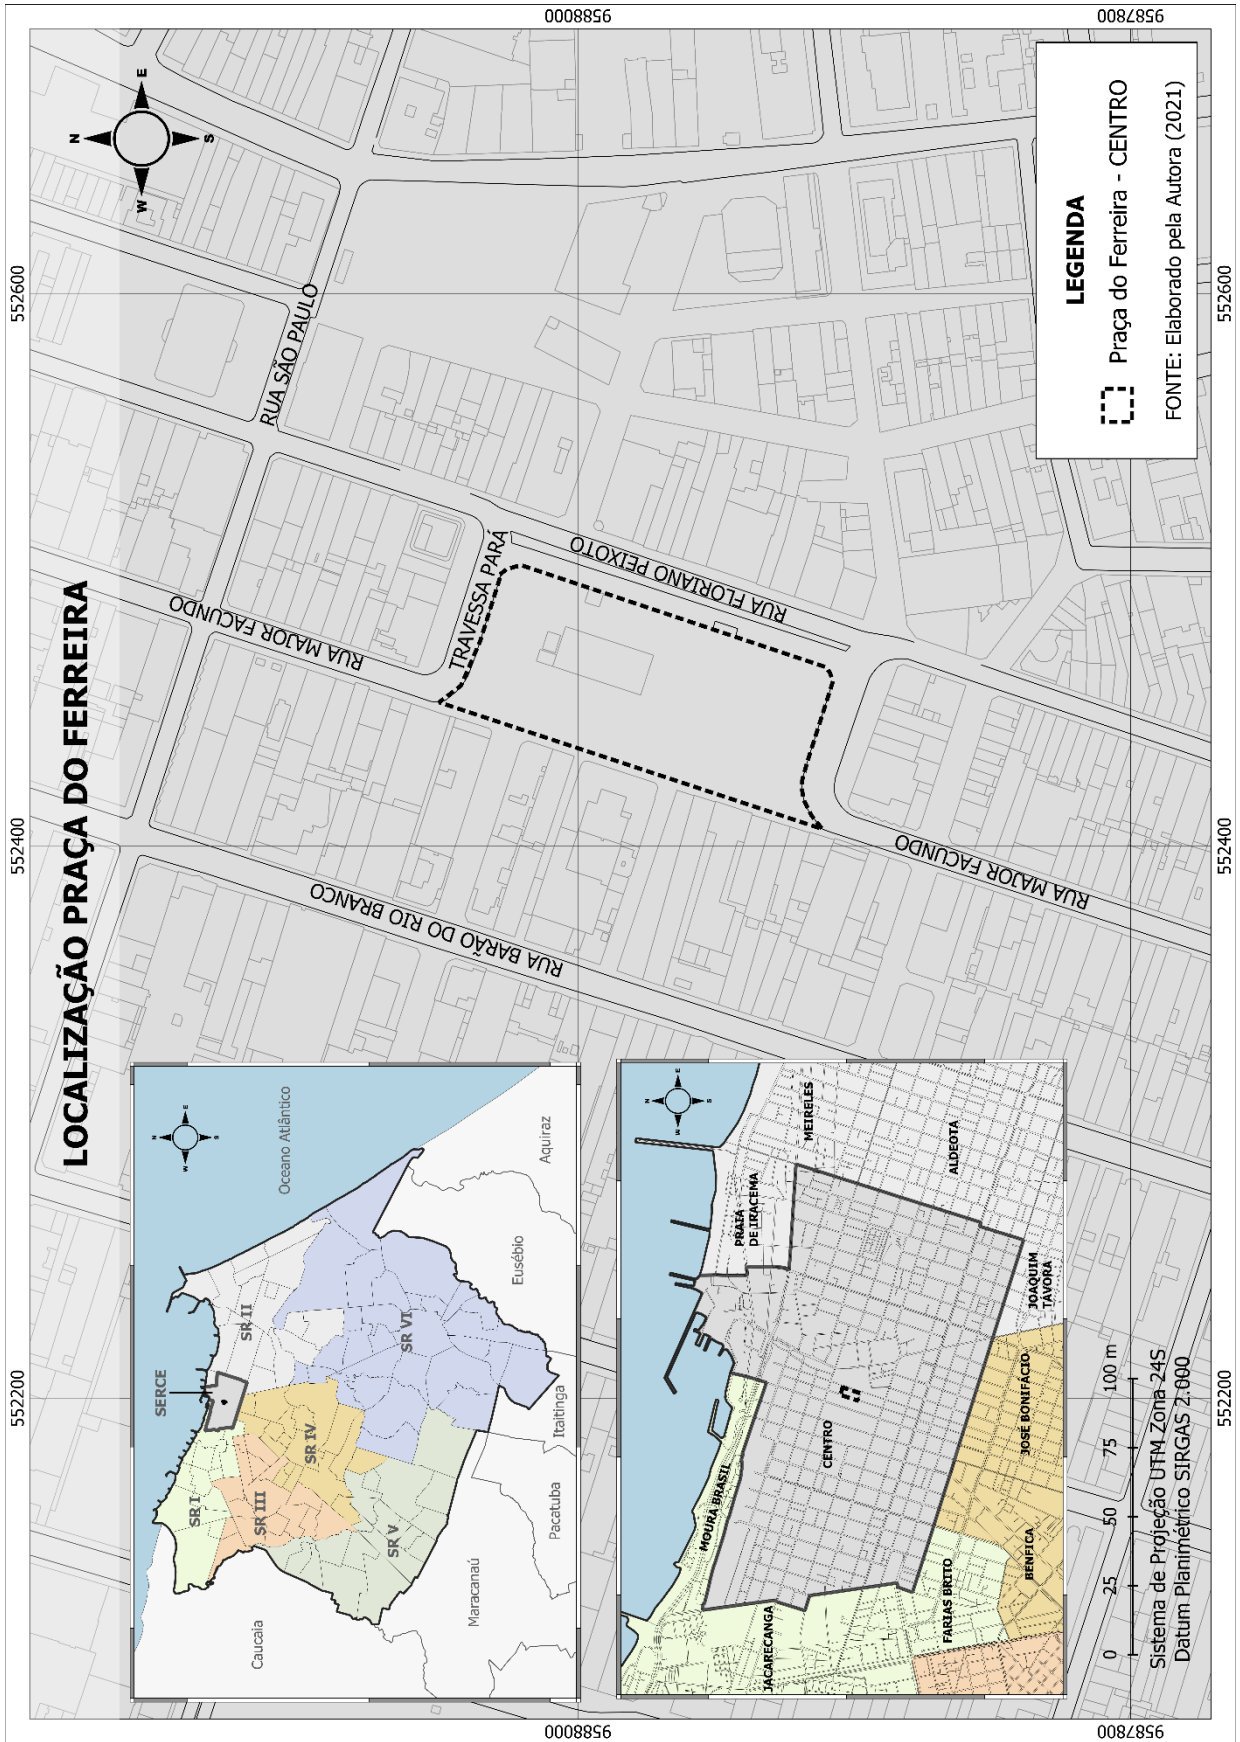 LOCALIZAÇÃO PRAÇA DO FERREIRA
552200
552400
552600
9588000
9587800
N
E
S
W
RUA SÃO PAULO
RUA MAJOR FACUNDO
TRAVESSA PARÁ
RUA FLORIANO PEIXOTO
RUA BARÃO DO RIO BRANCO
RUA MAJOR FACUNDO
N
E
S
W
Oceano Atlântico
SERCE
SR I
SR II
SR III
SR IV
SR V
SR VI
Caucaia
Maracanaú
Pacatuba
Itaitinga
Eusébio
Aquiraz
N
E
S
W
MOURA BRASIL
PRAIA
DE IRACEMA
MEIRELES
JACARECANGA
CENTRO
ALDEOTA
FARIAS BRITO
BENFICA
JOSÉ BONIFÁCIO
JOAQUIM
TÁVORA
0 25 50 75 100 m
Sistema de Projeção UTM Zona 24S
Datum Planimétrico SIRGAS 2.000
LEGENDA
Praça do Ferreira - CENTRO
FONTE: Elaborado pela Autora (2021)
552200
552400
552600
9588000
9587800